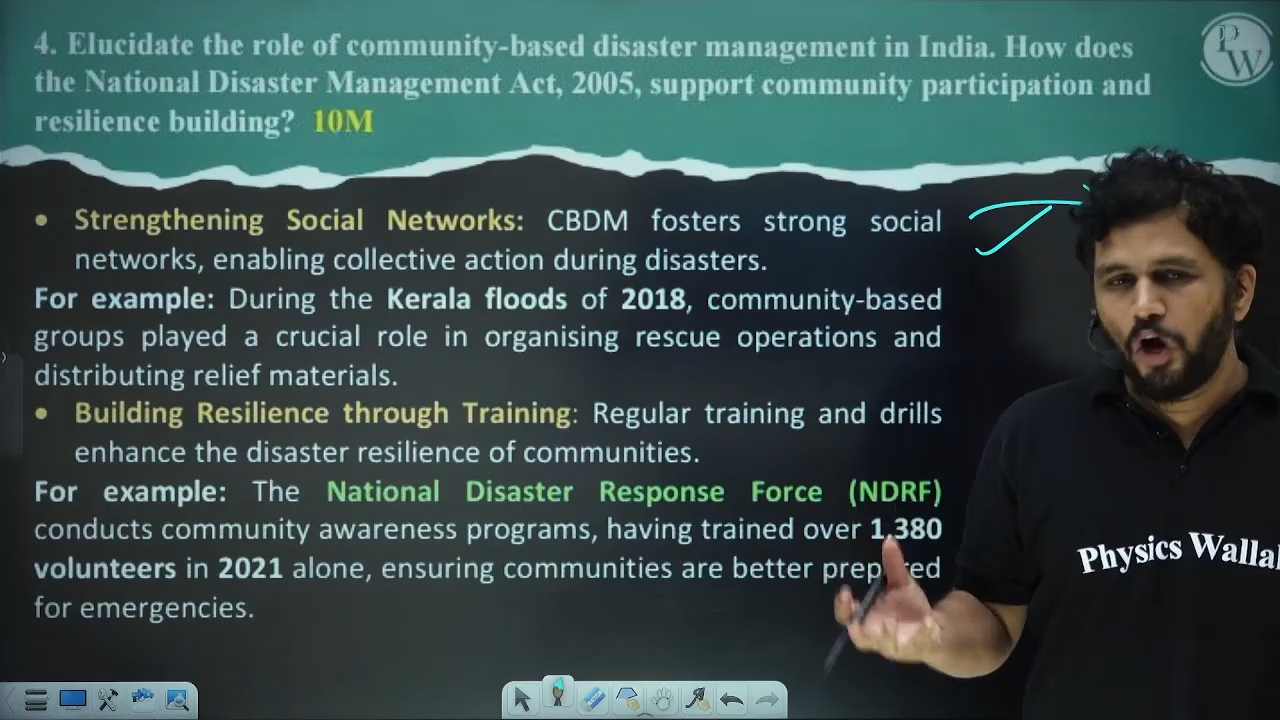 4. Elucidate the role of community-based disaster management in India. How does
the National Disaster Management Act, 2005, support community participation and
resilience building? 10M
PW
• Strengthening Social Networks: CBDM fosters strong social
networks, enabling collective action during disasters.
For example: During the Kerala floods of 2018, community-based
groups played a crucial role in organising rescue operations and
distributing relief materials.
• Building Resilience through Training: Regular training and drills
enhance the disaster resilience of communities.
For example: The National Disaster Response Force (NDRF)
conducts community awareness programs, having trained over 1,380
volunteers in 2021 alone, ensuring communities are better prepared
for emergencies.
Physics Wallah